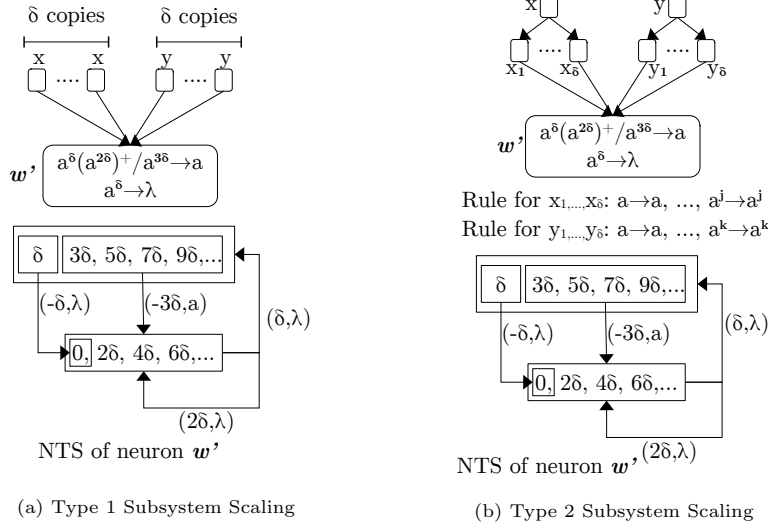 δ copies δ copies
x .... x y .... y
w’ a^δ(a^2δ)^+/a^3δ→a
a^δ→λ
δ 3δ, 5δ, 7δ, 9δ,...
(-δ,λ) (-3δ,a) (δ,λ)
0, 2δ, 4δ, 6δ,...
(2δ,λ)
NTS of neuron w’
(a) Type 1 Subsystem Scaling
x y
x₁ .... x_δ y₁ .... y_δ
w’ a^δ(a^2δ)^+/a^3δ→a
a^δ→λ
Rule for x₁,...,x_δ: a→a, ..., a^j→a^j
Rule for y₁,...,y_δ: a→a, ..., a^k→a^k
δ 3δ, 5δ, 7δ, 9δ,...
(-δ,λ) (-3δ,a) (δ,λ)
0, 2δ, 4δ, 6δ,...
(2δ,λ)
NTS of neuron w’
(b) Type 2 Subsystem Scaling